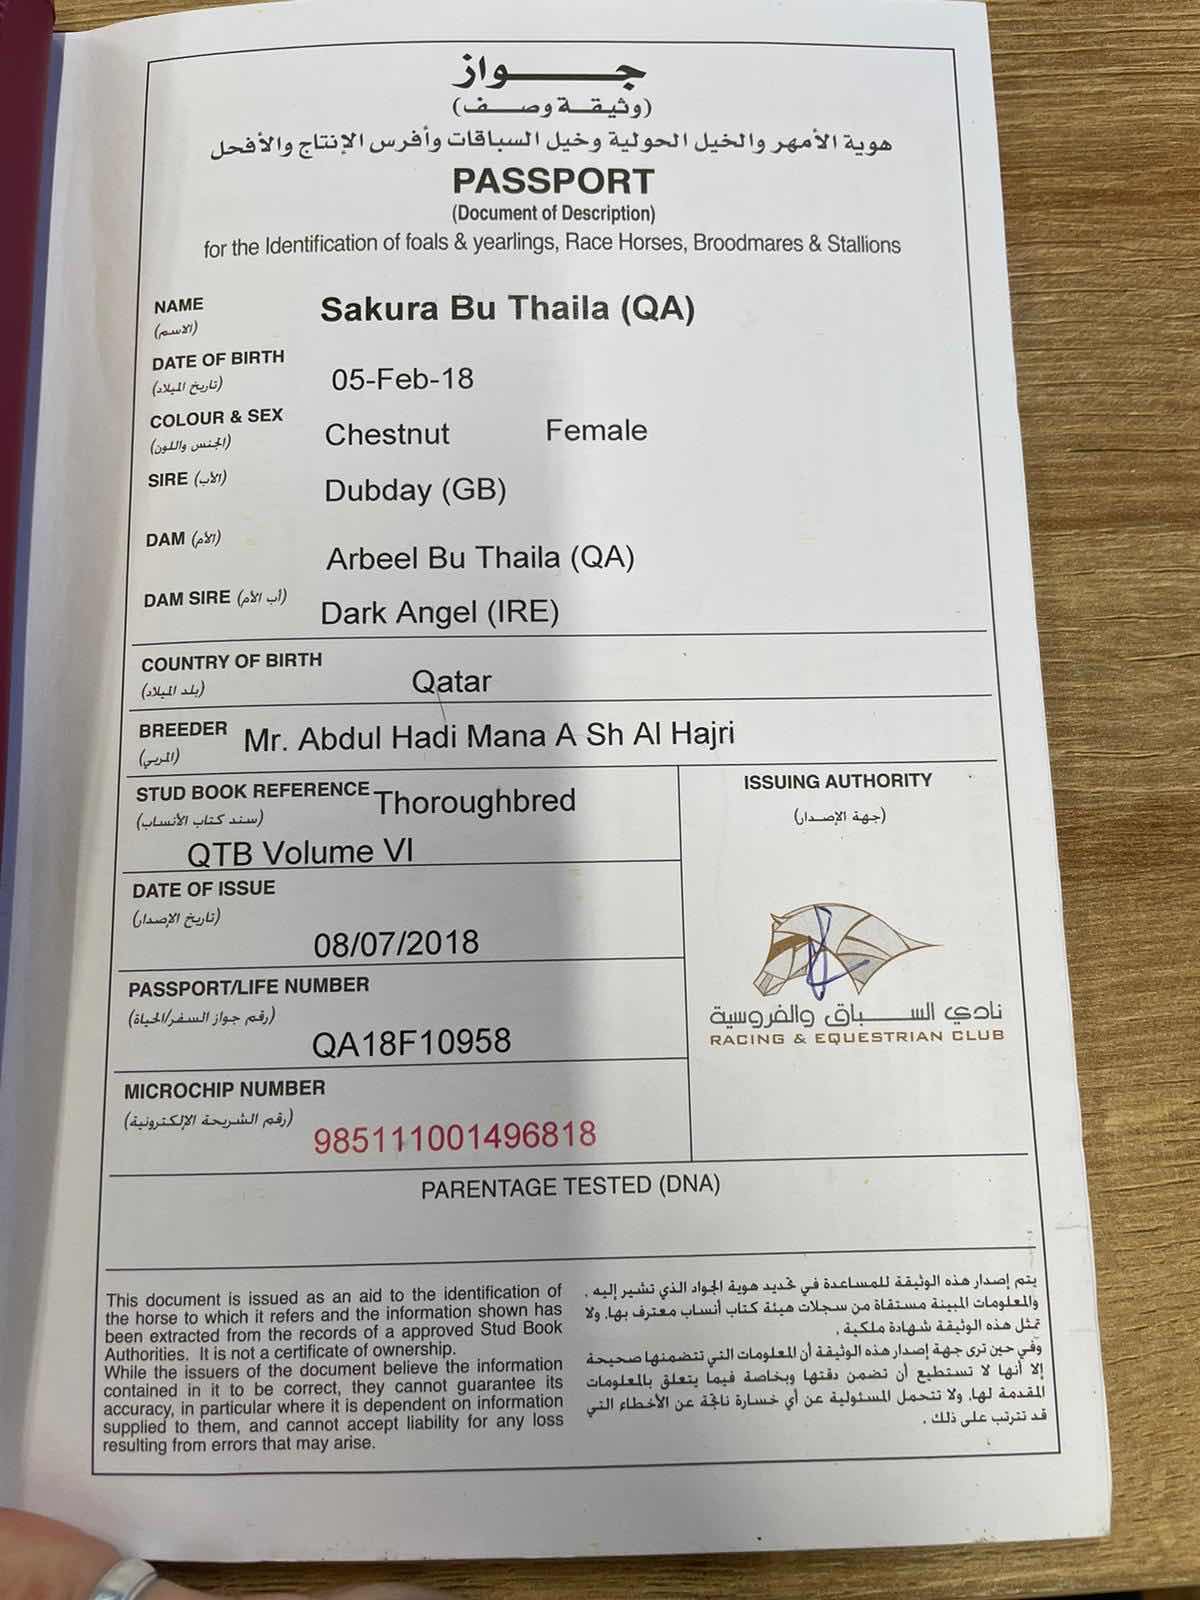 جـــــواز
(وثيقـة وصـــف)
هوية الأمهر والخيل الحولية وخيل السباقات وأفرس الإنتاج والأفحل
PASSPORT
(Document of Description)
for the Identification of foals & yearlings, Race Horses, Broodmares & Stallions
NAME Sakura Bu Thaila (QA)
(الاسم)
DATE OF BIRTH
(تاريخ الميلاد) 05-Feb-18
COLOUR & SEX
(الجنس واللون) Chestnut Female
SIRE (الأب) Dubday (GB)
DAM (الأم) Arbeel Bu Thaila (QA)
DAM SIRE (أب الأم) Dark Angel (IRE)
COUNTRY OF BIRTH
(بلد الميلاد) Qatar
BREEDER Mr. Abdul Hadi Mana A Sh Al Hajri
(المربي)
STUD BOOK REFERENCE Thoroughbred
(سند كتاب الأنساب)
QTB Volume VI
DATE OF ISSUE
(تاريخ الإصدار)
08/07/2018
PASSPORT/LIFE NUMBER
(رقم جواز السفر/الحياة)
QA18F10958
MICROCHIP NUMBER
(رقم الشريحة الإلكترونية)
985111001496818
ISSUING AUTHORITY
(جهة الإصدار)
نادي الســـباق والفروسية
RACING & EQUESTRIAN CLUB
PARENTAGE TESTED (DNA)
This document is issued as an aid to the identification of
the horse to which it refers and the information shown has
been extracted from the records of a approved Stud Book
Authorities. It is not a certificate of ownership.
While the issuers of the document believe the information
contained in it to be correct, they cannot guarantee its
accuracy, in particular where it is dependent on information
supplied to them, and cannot accept liability for any loss
resulting from errors that may arise.
يتم إصدار هذه الوثيقة للمساعدة في تحديد هوية الجواد الذي تشير إليه .
والمعلومات المبينة مستقاة من سجلات هيئة كتاب أنساب معترف بها، ولا
تمثل هذه الوثيقة شهادة ملكية .
وفي حين ترى جهة إصدار هذه الوثيقة أن المعلومات التي تتضمنها صحيحة
إلا أنها لا تستطيع أن تضمن دقتها وبخاصة فيما يتعلق بالمعلومات
المقدمة لها، ولا تتحمل المسئولية عن أي خسارة ناتجة عن الأخطاء التي
قد تترتب على ذلك .